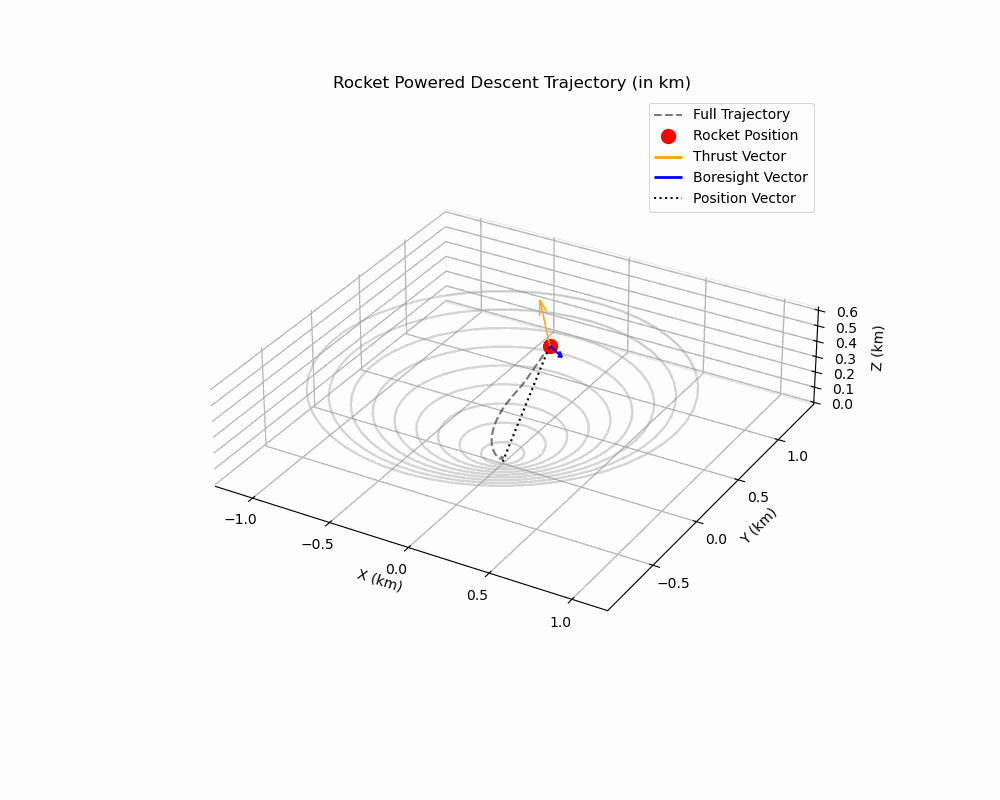 Rocket Powered Descent Trajectory (in km)
Full Trajectory
Rocket Position
Thrust Vector
Boresight Vector
Position Vector
0.6
0.5
0.4
0.3
0.2
0.1
0.0
Z (km)
1.0
0.5
0.0
−0.5
Y (km)
−1.0
−0.5
0.0
0.5
1.0
X (km)